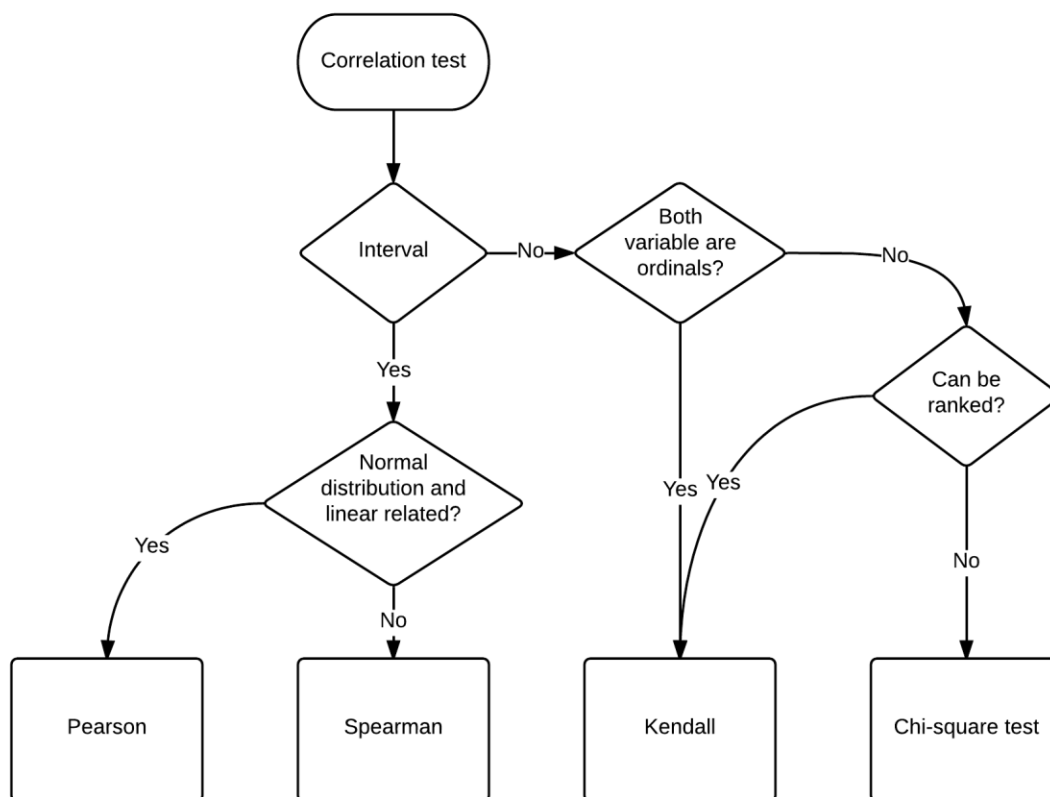 Correlation test
Interval
No
Both
variable are
ordinals?
No
Yes
Can be
ranked?
Normal
distribution and
linear related?
Yes
Yes
Yes
No
No
Pearson
Spearman
Kendall
Chi-square test